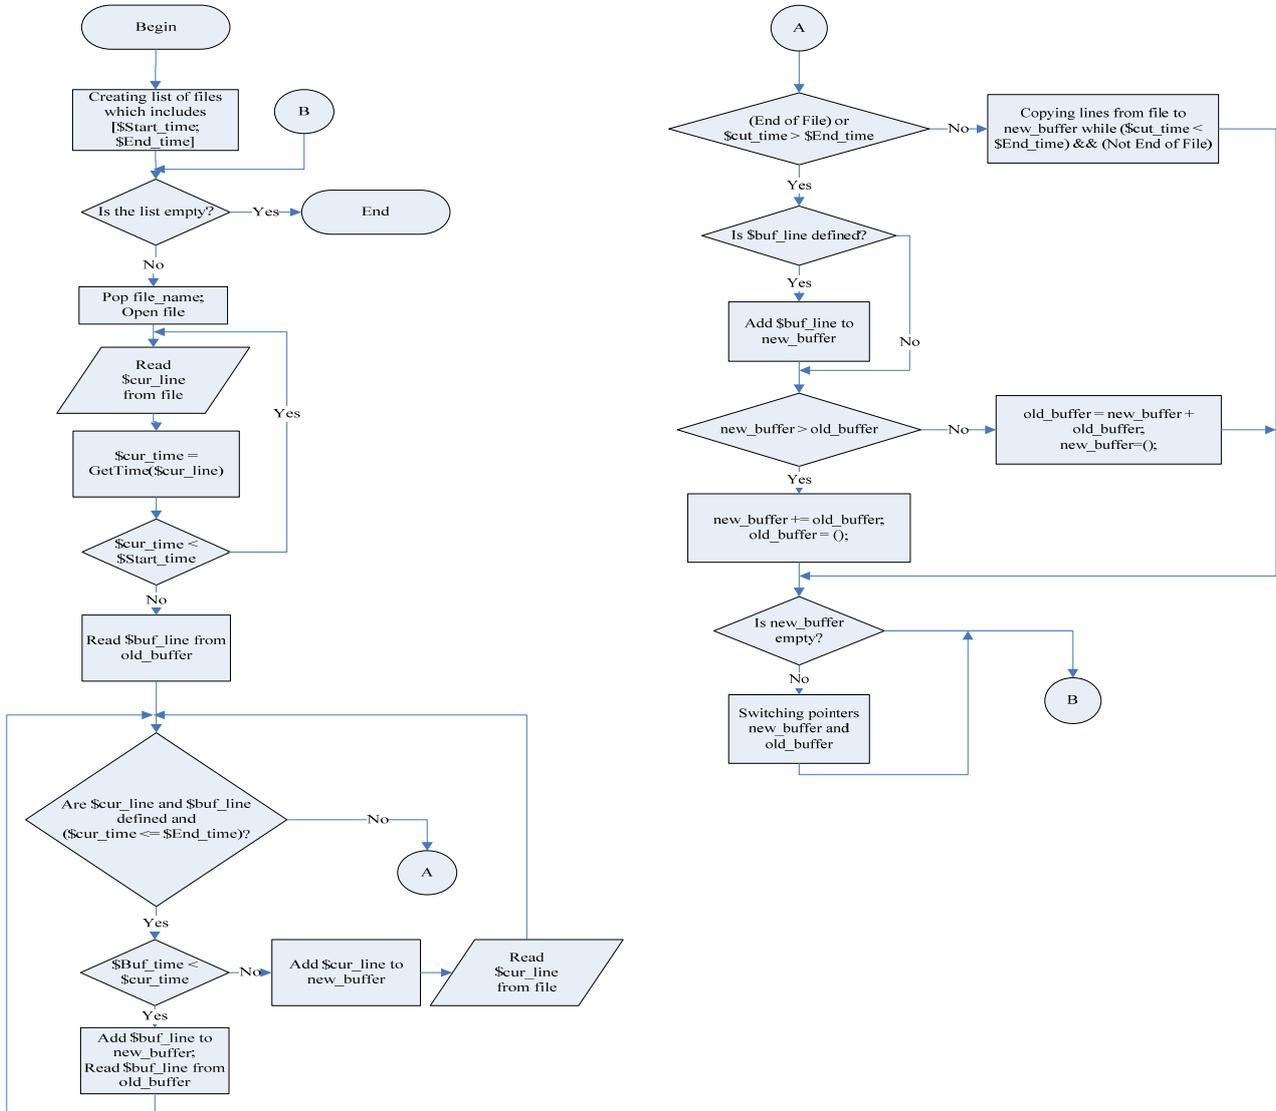 Begin
Creating list of files
which includes
[$Start_time;
$End_time]
B
Is the list empty?
Yes
End
No
Pop file_name;
Open file
Read
$cur_line
from file
Yes
$cur_time =
GetTime($cur_line)
$cur_time <
$Start_time
No
Read $buf_line from
old_buffer
Are $cur_line and $buf_line
defined and
($cur_time <= $End_time)?
No
A
Yes
$Buf_time <
$cur_time
No
Add $cur_line to
new_buffer
Read
$cur_line
from file
Yes
Add $buf_line to
new_buffer;
Read $buf_line from
old_buffer
A
(End of File) or
$cut_time > $End_time
No
Copying lines from file to
new_buffer while ($cut_time <
$End_time) && (Not End of File)
Yes
Is $buf_line defined?
Yes
Add $buf_line to
new_buffer
No
new_buffer > old_buffer
No
old_buffer = new_buffer +
old_buffer;
new_buffer=();
Yes
new_buffer += old_buffer;
old_buffer = ();
Is new_buffer
empty?
No
B
Switching pointers
new_buffer and
old_buffer